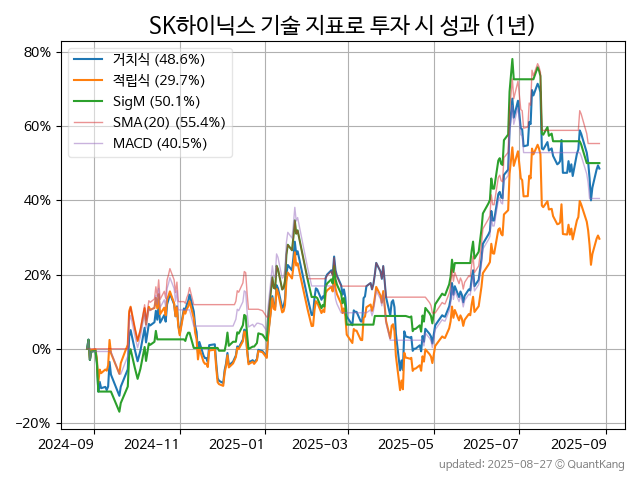 SK하이닉스 기술 지표로 투자 시 성과 (1년)
거치식 (48.6%)
적립식 (29.7%)
SigM (50.1%)
SMA(20) (55.4%)
MACD (40.5%)
80%
60%
40%
20%
0%
−20%
2024-09 2024-11 2025-01 2025-03 2025-05 2025-07 2025-09
updated: 2025-08-27 © QuantKang